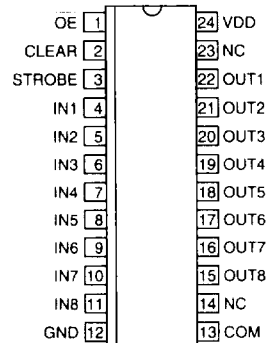 OE 1 24 VDD
CLEAR 2 23 NC
STROBE 3 22 OUT1
IN1 4 21 OUT2
IN2 5 20 OUT3
IN3 6 19 OUT4
IN4 7 18 OUT5
IN5 8 17 OUT6
IN6 9 16 OUT7
IN7 10 15 OUT8
IN8 11 14 NC
GND 12 13 COM